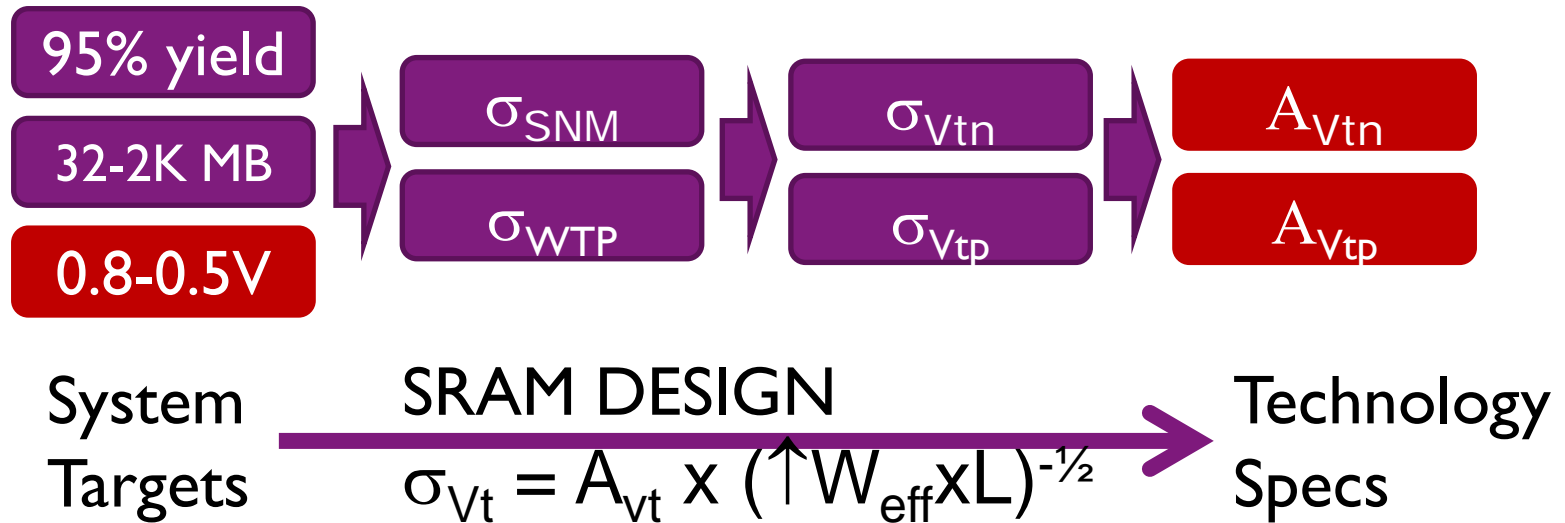 95% yield
32-2K MB
0.8-0.5V
σSNM
σWTP
σVtn
σVtp
AVtn
AVtp
System
Targets
SRAM DESIGN
σVt = Avt x (↑WeffxL)-½
Technology
Specs